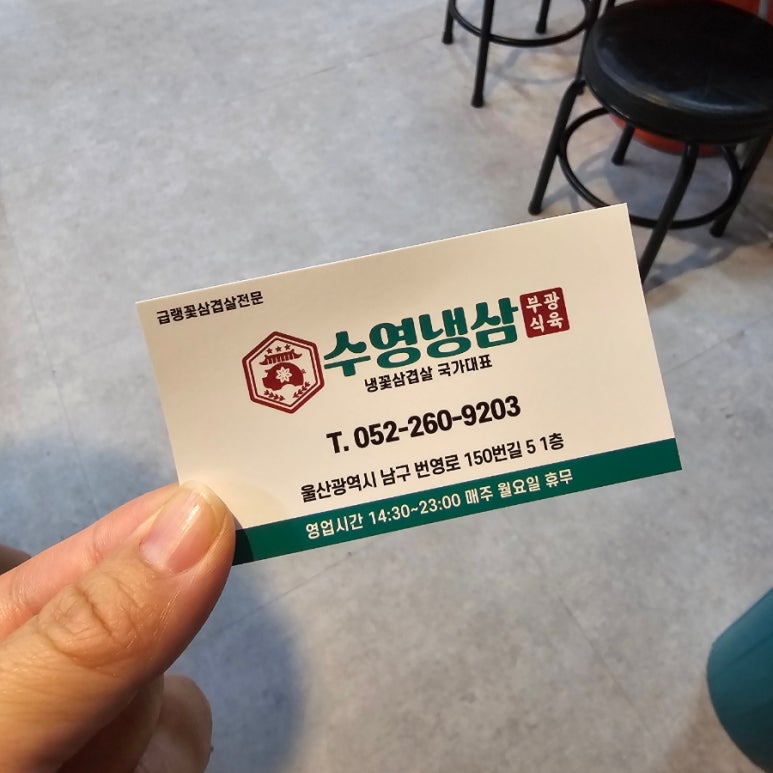 급랭꽃삼겹살전문
수영냉삼 부광식육
냉꽃삼겹살 국가대표
T. 052-260-9203
울산광역시 남구 번영로 150번길 5 1층
영업시간 14:30~23:00 매주 월요일 휴무